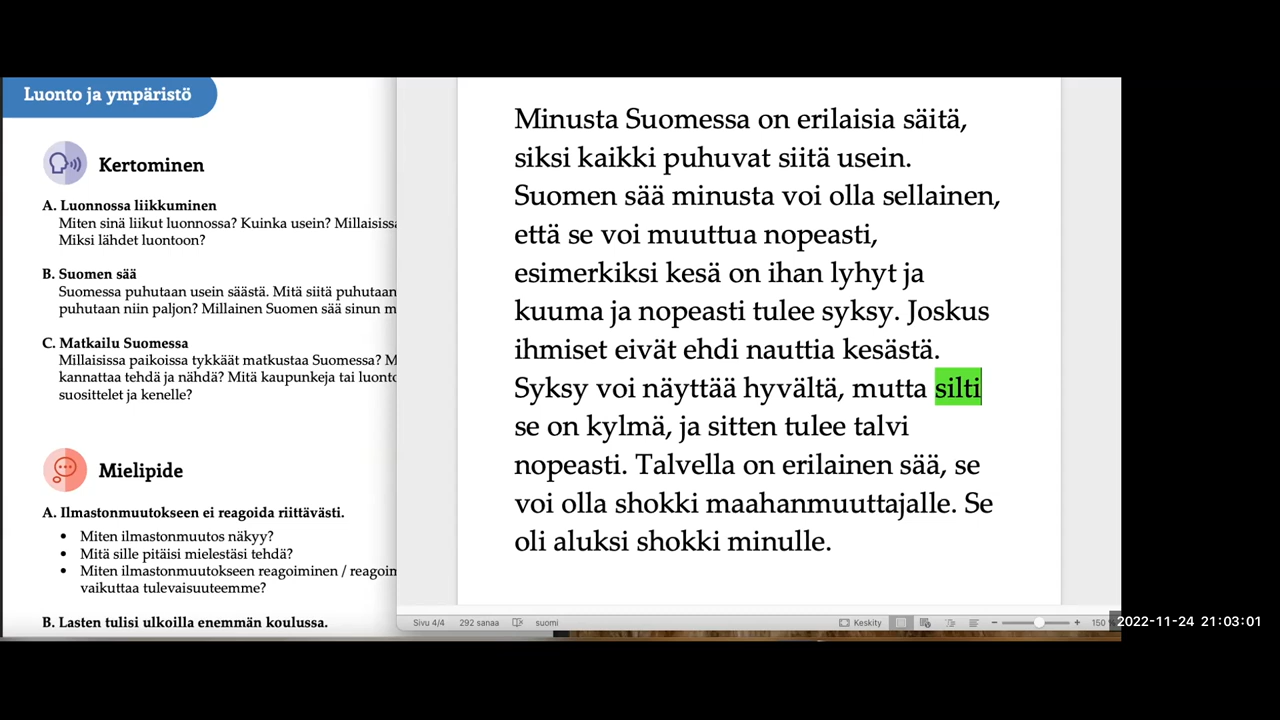 Luonto ja ympäristö
Kertominen
A. Luonnossa liikkuminen
Miten sinä liikut luonnossa? Kuinka usein? Millaisissa
Miksi lähdet luontoon?
B. Suomen sää
Suomessa puhutaan usein säästä. Mitä siitä puhutaan
puhutaan niin paljon? Millainen Suomen sää sinun m
C. Matkailu Suomessa
Millaisissa paikoissa tykkäät matkustaa Suomessa? M
kannattaa tehdä ja nähdä? Mitä kaupunkeja tai luonto
suosittelet ja kenelle?
Mielipide
A. Ilmastonmuutokseen ei reagoida riittävästi.
• Miten ilmastonmuutos näkyy?
• Mitä sille pitäisi mielestäsi tehdä?
• Miten ilmastonmuutokseen reagoiminen / reagoim
vaikuttaa tulevaisuuteemme?
B. Lasten tulisi ulkoilla enemmän koulussa.
Minusta Suomessa on erilaisia säitä,
siksi kaikki puhuvat siitä usein.
Suomen sää minusta voi olla sellainen,
että se voi muuttua nopeasti,
esimerkiksi kesä on ihan lyhyt ja
kuuma ja nopeasti tulee syksy. Joskus
ihmiset eivät ehdi nauttia kesästä.
Syksy voi näyttää hyvältä, mutta silti
se on kylmä, ja sitten tulee talvi
nopeasti. Talvella on erilainen sää, se
voi olla shokki maahanmuuttajalle. Se
oli aluksi shokki minulle.
Sivu 4/4 292 sanaa suomi Keskity 150 %
2022-11-24 21:03:01